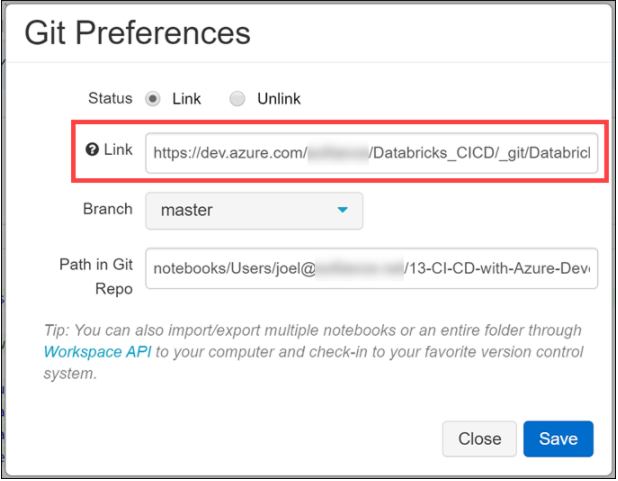 Git Preferences
Status Link Unlink
Link https://dev.azure.com/ /Databricks_CICD/_git/Databricl
Branch master
Path in Git notebooks/Users/joel@ /13-CI-CD-with-Azure-Dev
Repo
Tip: You can also import/export multiple notebooks or an entire folder through
Workspace API to your computer and check-in to your favorite version control
system.
Close Save